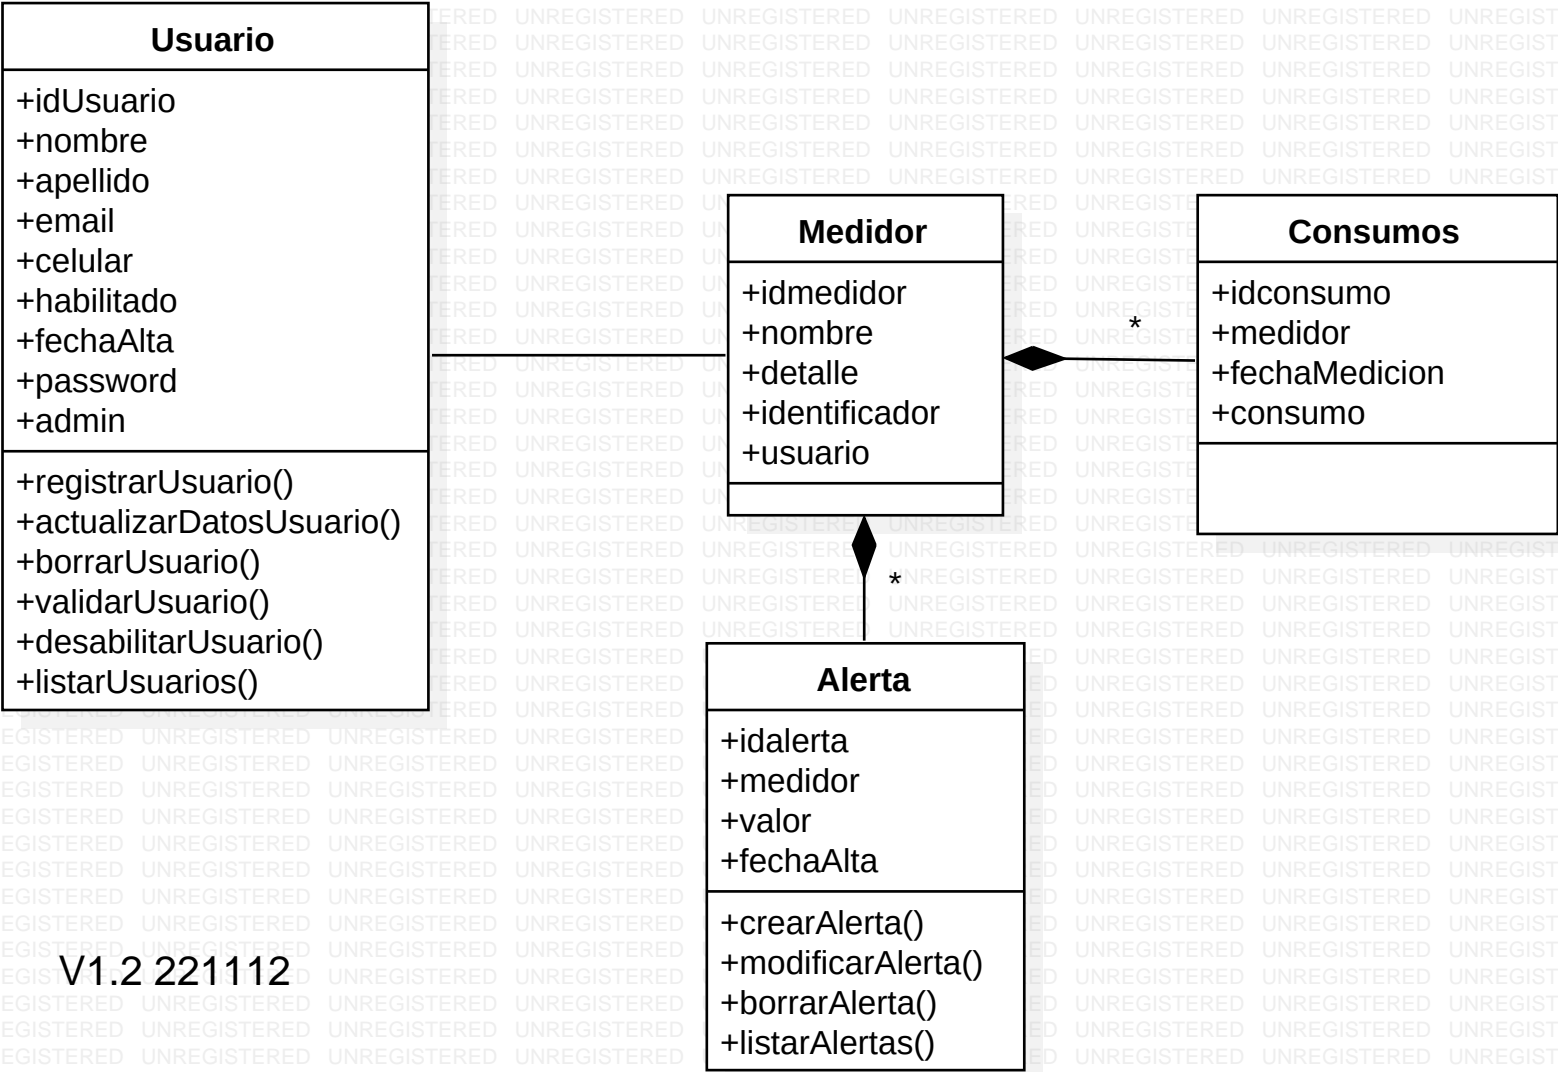 Usuario
+idUsuario
+nombre
+apellido
+email
+celular
+habilitado
+fechaAlta
+password
+admin
+registrarUsuario()
+actualizarDatosUsuario()
+borrarUsuario()
+validarUsuario()
+desabilitarUsuario()
+listarUsuarios()
Medidor
+idmedidor
+nombre
+detalle
+identificador
+usuario
*
Consumos
+idconsumo
+medidor
+fechaMedicion
+consumo
*
Alerta
+idalerta
+medidor
+valor
+fechaAlta
+crearAlerta()
+modificarAlerta()
+borrarAlerta()
+listarAlertas()
V1.2 221112
UNREGISTERED